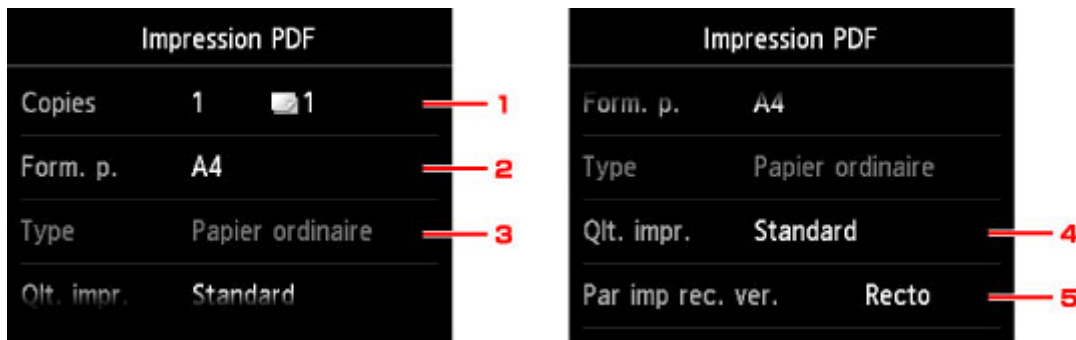 Impression PDF
Copies 1 1 1
Form. p. A4 2
Type Papier ordinaire 3
Qlt. impr. Standard
Impression PDF
Form. p. A4
Type Papier ordinaire
Qlt. impr. Standard 4
Par imp rec. ver. Recto 5